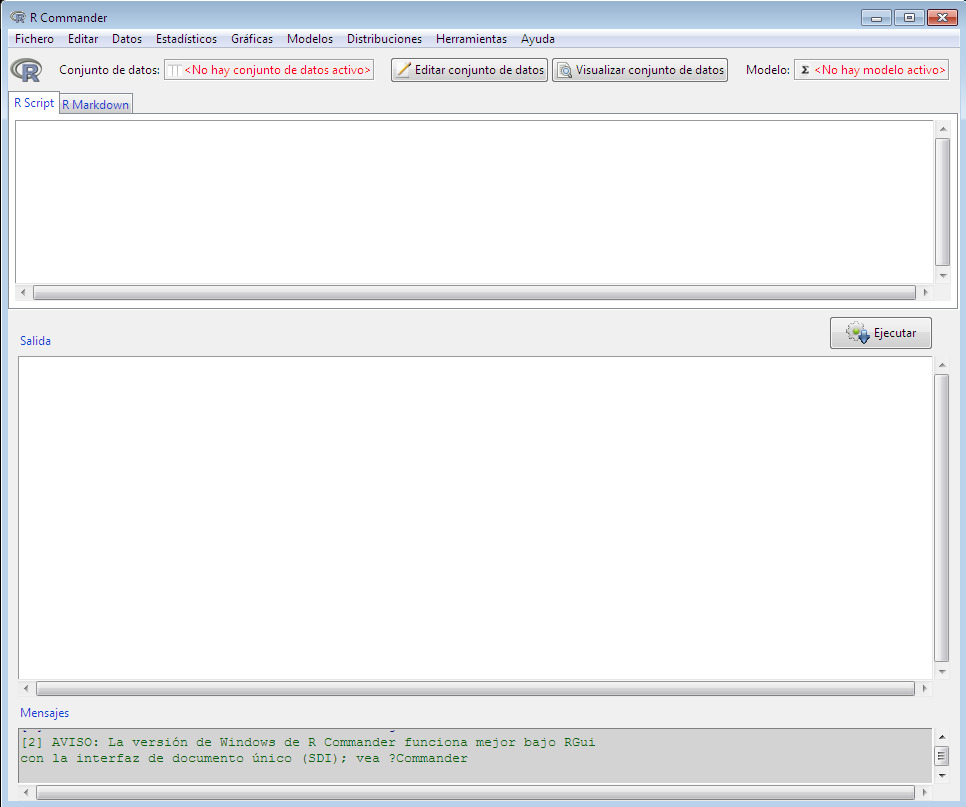 R Commander
Fichero Editar Datos Estadísticos Gráficas Modelos Distribuciones Herramientas Ayuda
R Conjunto de datos: <No hay conjunto de datos activo> Editar conjunto de datos Visualizar conjunto de datos Modelo: Σ <No hay modelo activo>
R Script R Markdown
Ejecutar
Salida
Mensajes
[2] AVISO: La versión de Windows de R Commander funciona mejor bajo RGui
con la interfaz de documento único (SDI); vea ?Commander